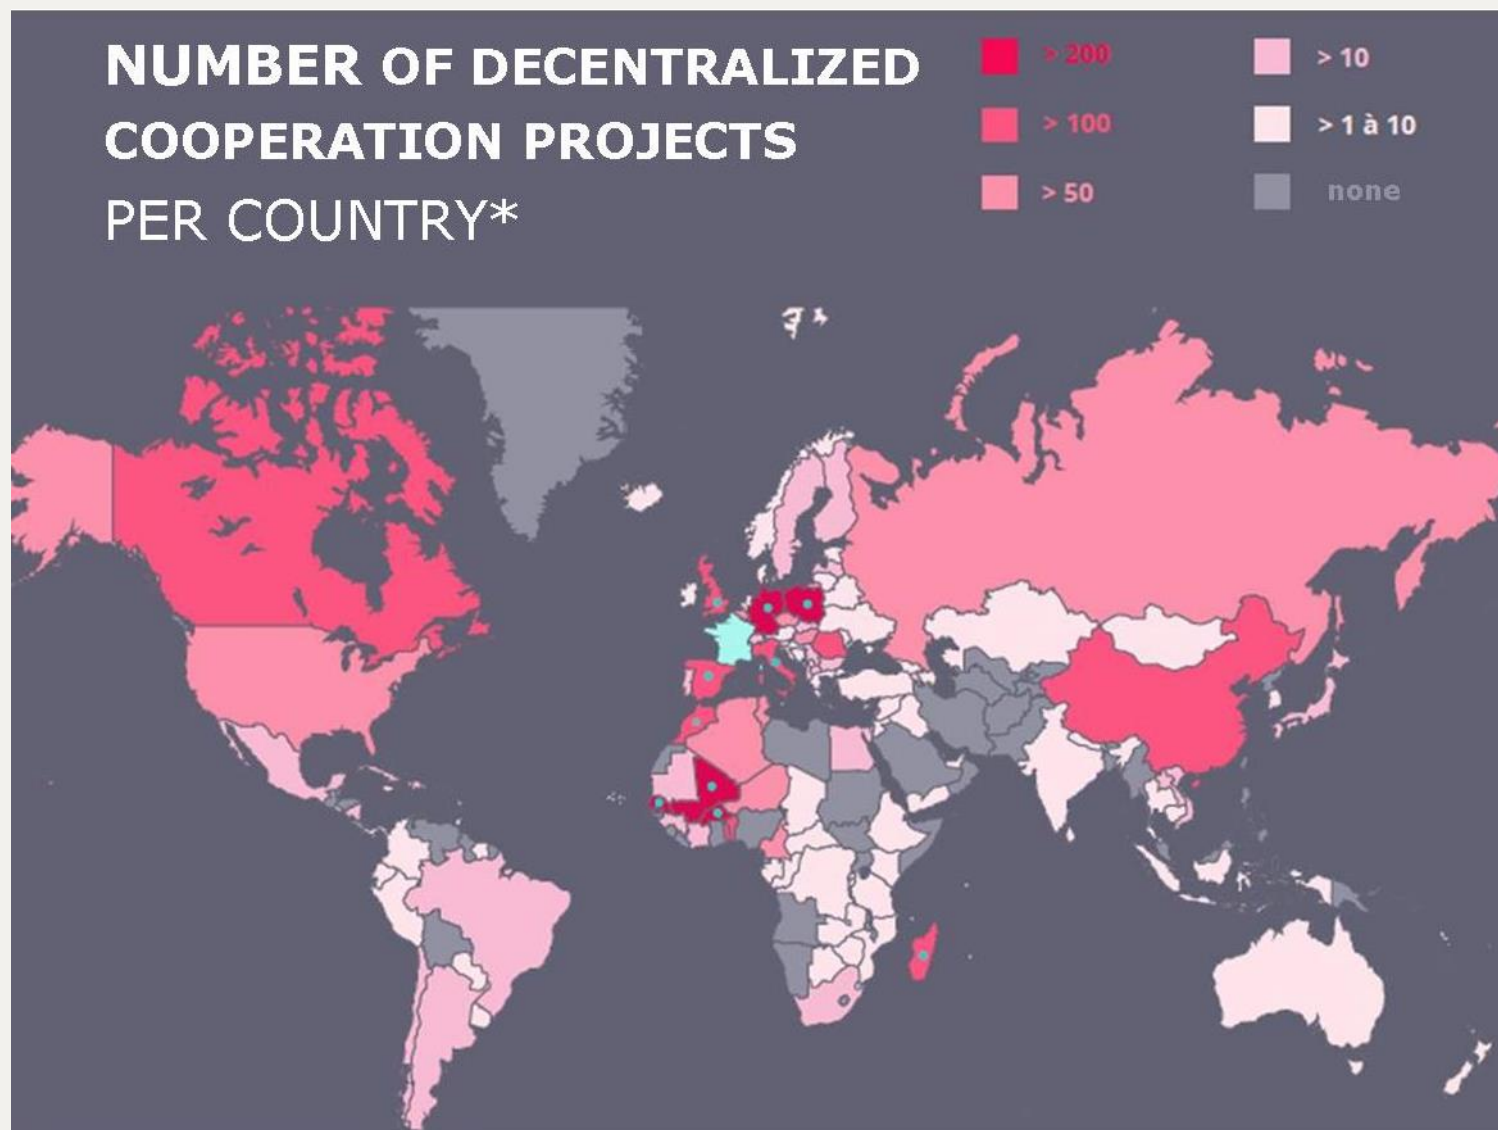 NUMBER OF DECENTRALIZED
COOPERATION PROJECTS
PER COUNTRY*
> 200
> 100
> 50
> 10
> 1 à 10
none